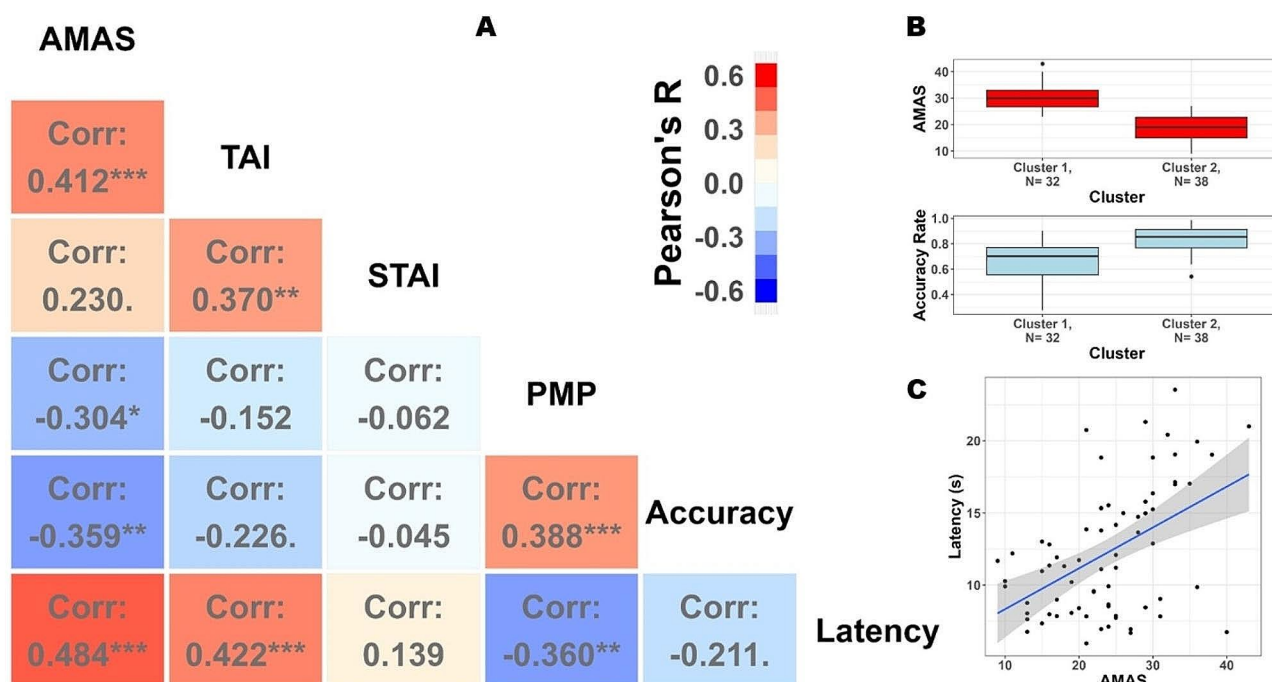 A
AMAS
Corr:
0.412***
TAI
Corr:
0.230.
Corr:
0.370**
STAI
Corr:
-0.304*
Corr:
-0.152
Corr:
-0.062
PMP
Corr:
-0.359**
Corr:
-0.226.
Corr:
-0.045
Corr:
0.388***
Accuracy
Corr:
0.484***
Corr:
0.422***
Corr:
0.139
Corr:
-0.360**
Corr:
-0.211.
Latency
Pearson's R
0.6
0.3
0.0
-0.3
-0.6
B
AMAS
40
30
20
10
Cluster 1,
N= 32
Cluster 2,
N= 38
Cluster
Accuracy Rate
1.0
0.8
0.6
0.4
Cluster 1,
N= 32
Cluster 2,
N= 38
Cluster
C
Latency (s)
20
15
10
10
20
30
40
AMAS